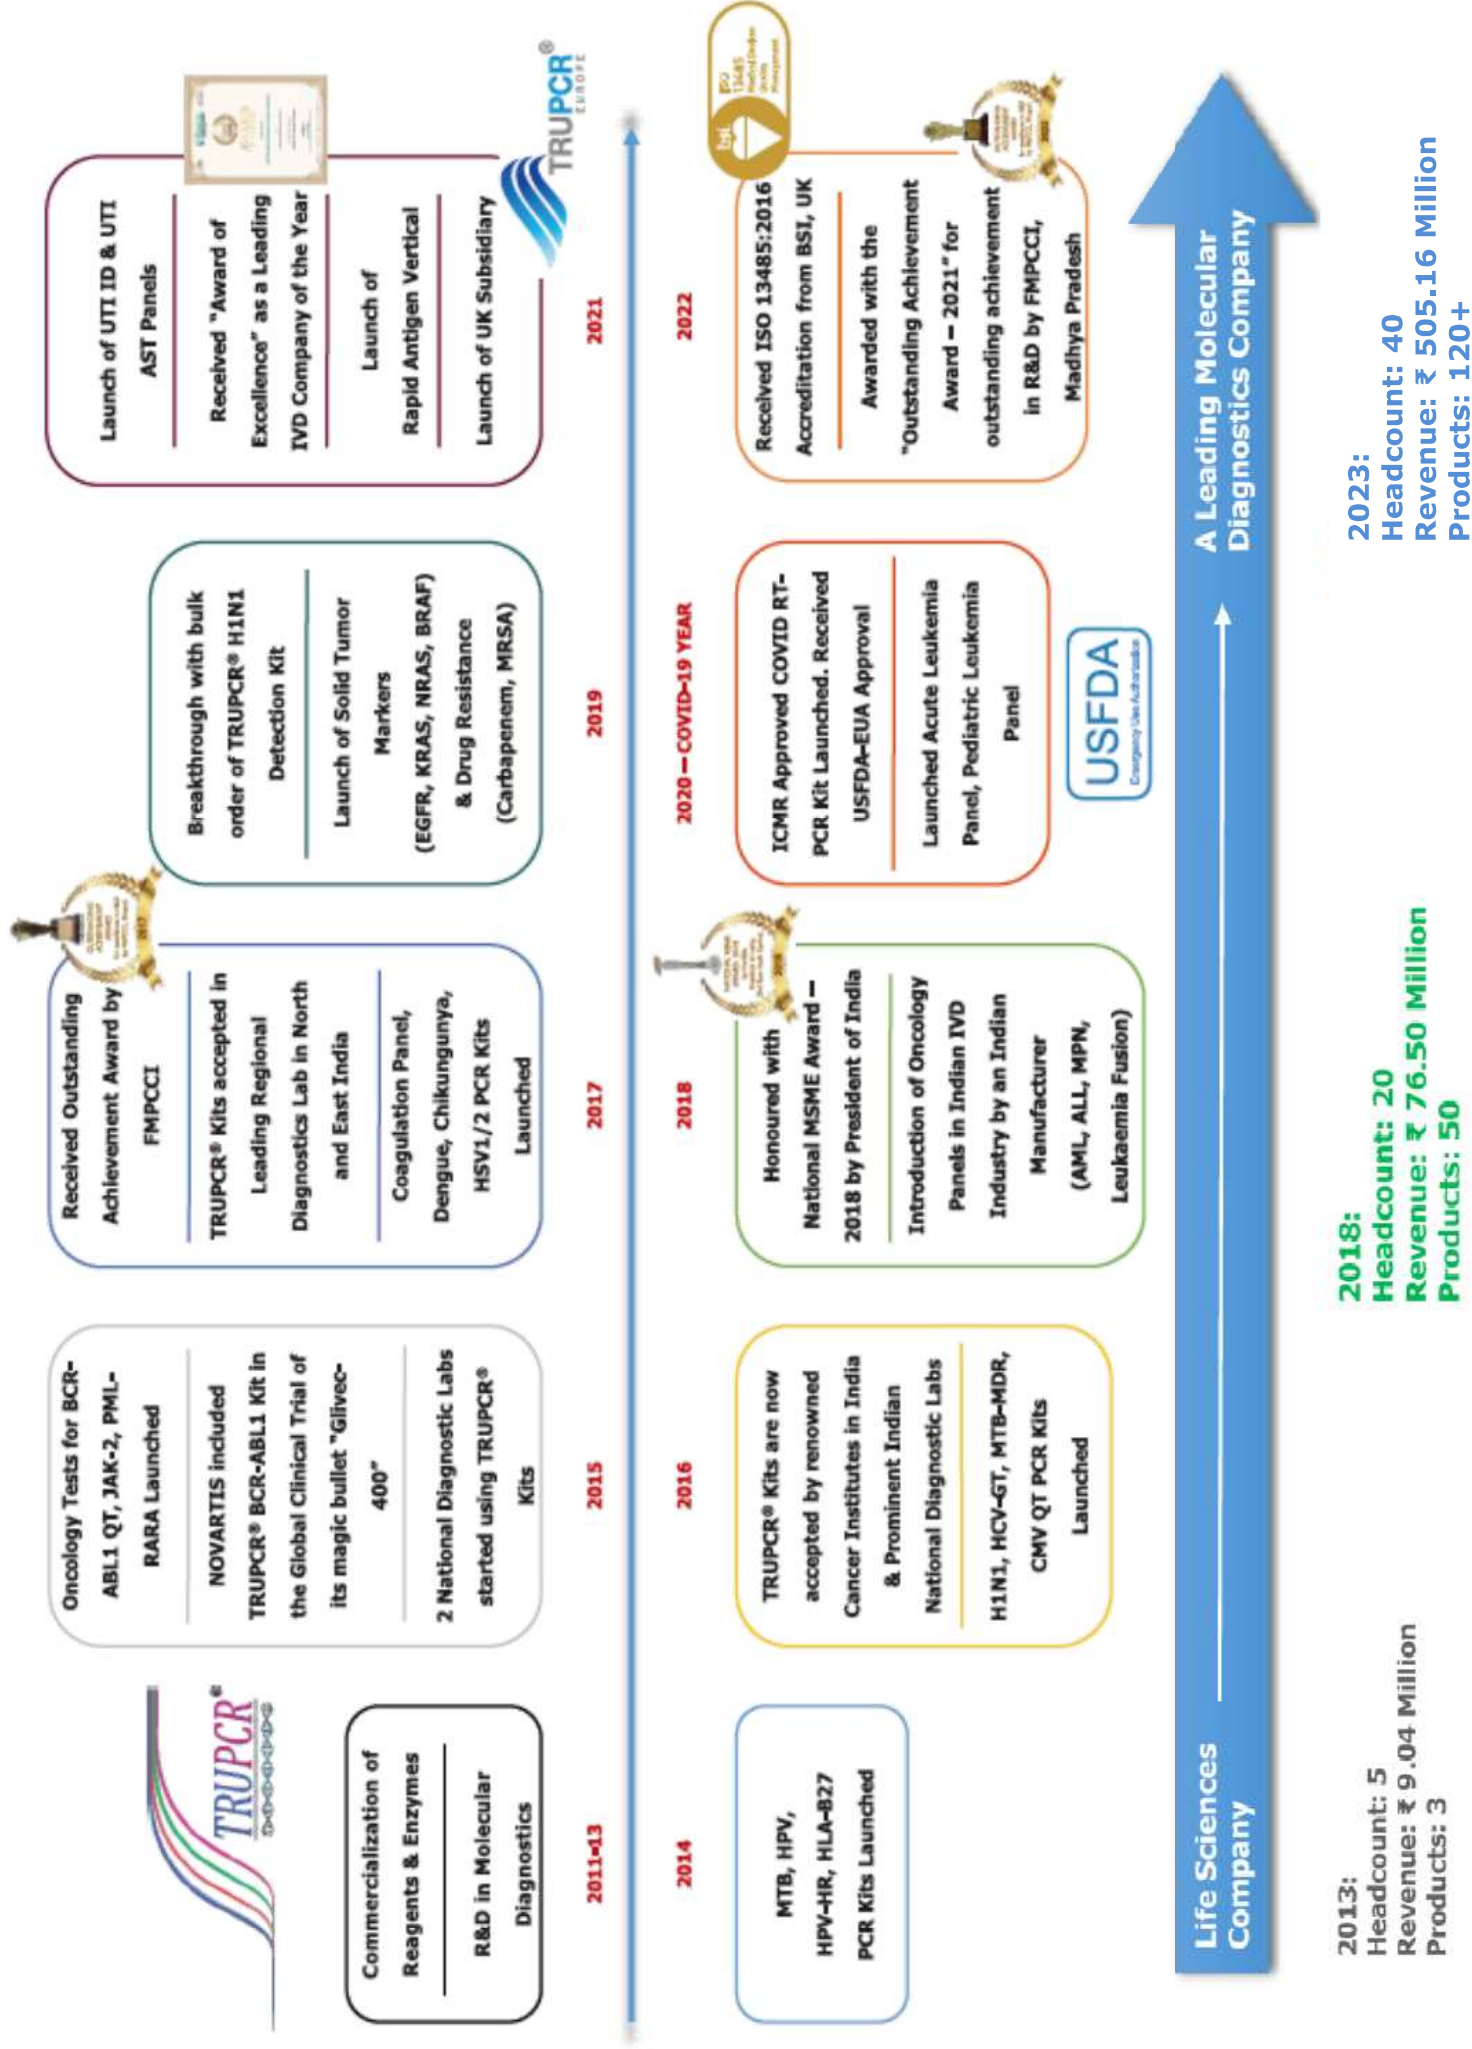 TRUPCR®
Commercialization of
Reagents & Enzymes
R&D in Molecular
Diagnostics
2011-13
Oncology Tests for BCR-
ABL1 QT, JAK-2, PML-
RARA Launched
NOVARTIS included
TRUPCR® BCR-ABL1 Kit in
the Global Clinical Trial of
its magic bullet "Glivec-
400"
2 National Diagnostic Labs
started using TRUPCR®
Kits
2015
Received Outstanding
Achievement Award by
FMPCCI
TRUPCR® Kits accepted in
Leading Regional
Diagnostics Lab in North
and East India
Coagulation Panel,
Dengue, Chikungunya,
HSV1/2 PCR Kits
Launched
2017
2017
Breakthrough with bulk
order of TRUPCR® H1N1
Detection Kit
Launch of Solid Tumor
Markers
(EGFR, KRAS, NRAS, BRAF)
& Drug Resistance
(Carbapenem, MRSA)
2019
Launch of UTI ID & UTI
AST Panels
Received "Award of
Excellence" as a Leading
IVD Company of the Year
Launch of
Rapid Antigen Vertical
Launch of UK Subsidiary
TRUPCR®
EUROPE
2021
2014
MTB, HPV,
HPV-HR, HLA-B27
PCR Kits Launched
2016
TRUPCR® Kits are now
accepted by renowned
Cancer Institutes in India
& Prominent Indian
National Diagnostic Labs
H1N1, HCV-GT, MTB-MDR,
CMV QT PCR Kits
Launched
2018
2018
Honoured with
National MSME Award –
2018 by President of India
Introduction of Oncology
Panels in Indian IVD
Industry by an Indian
Manufacturer
(AML, ALL, MPN,
Leukaemia Fusion)
2020 – COVID-19 YEAR
ICMR Approved COVID RT-
PCR Kit Launched. Received
USFDA-EUA Approval
Launched Acute Leukemia
Panel, Pediatric Leukemia
Panel
USFDA
Emergency Use Authorization
2022
bsi.
ISO
13485
Medical Devices
Quality
Management
Received ISO 13485:2016
Accreditation from BSI, UK
Awarded with the
"Outstanding Achievement
Award – 2021" for
outstanding achievement
in R&D by FMPCCI,
Madhya Pradesh
Life Sciences
Company
A Leading Molecular
Diagnostics Company
2013:
Headcount: 5
Revenue: ₹ 9.04 Million
Products: 3
2018:
Headcount: 20
Revenue: ₹ 76.50 Million
Products: 50
2023:
Headcount: 40
Revenue: ₹ 505.16 Million
Products: 120+